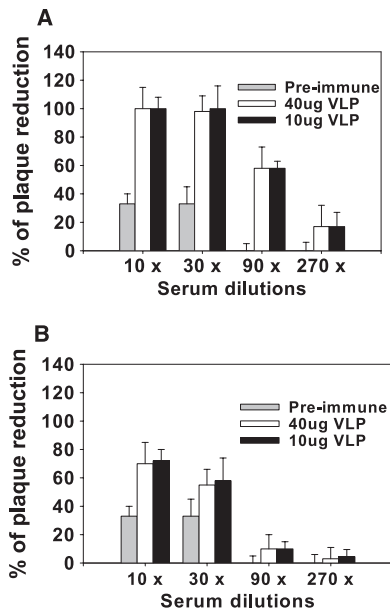 A
% of plaque reduction
140
120
100
80
60
40
20
0
Pre-immune
40ug VLP
10ug VLP
10 x 30 x 90 x 270 x
Serum dilutions
B
% of plaque reduction
140
120
100
80
60
40
20
0
Pre-immune
40ug VLP
10ug VLP
10 x 30 x 90 x 270 x
Serum dilutions